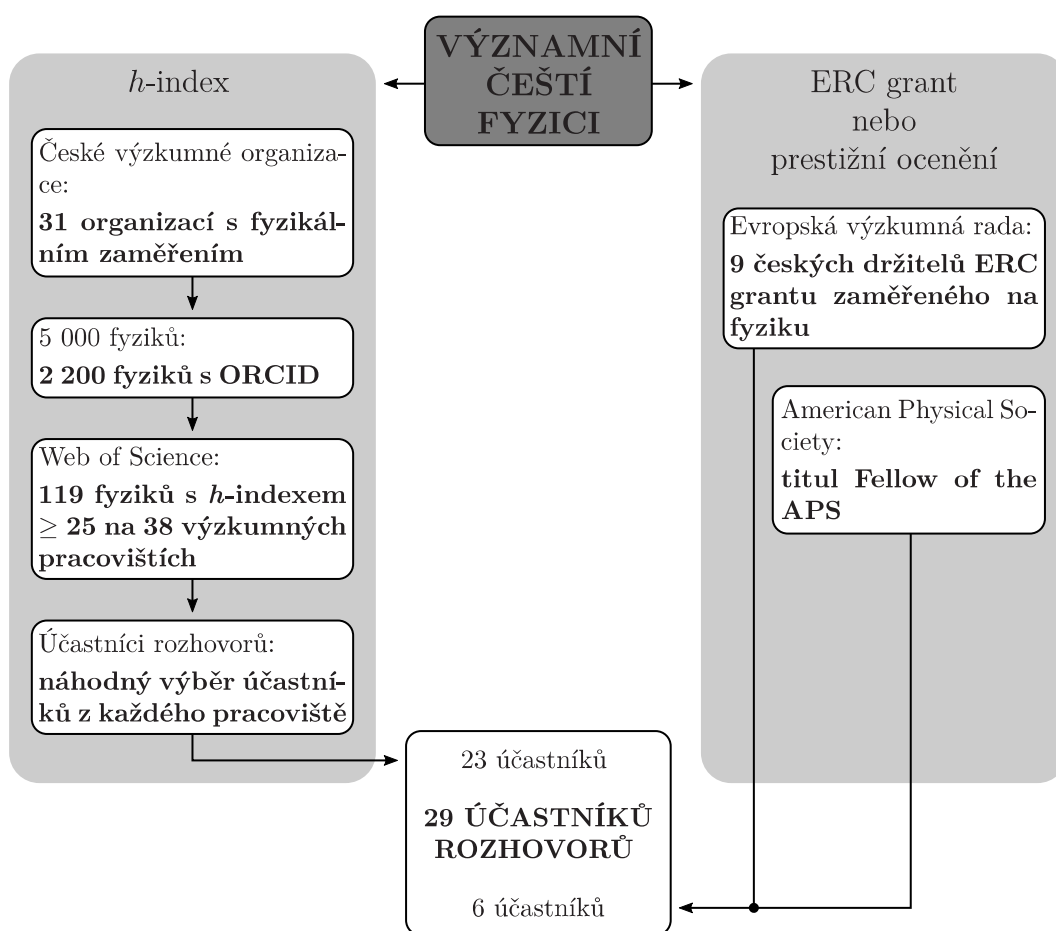 VÝZNAMNÍ
ČEŠTÍ
FYZICI
h-index
České výzkumné organiza-
ce:
31 organizací s fyzikál-
ním zaměřením
5 000 fyziků:
2 200 fyziků s ORCID
Web of Science:
119 fyziků s h-indexem
≥ 25 na 38 výzkumných
pracovištích
Účastníci rozhovorů:
náhodný výběr účastní-
ků z každého pracoviště
ERC grant
nebo
prestižní ocenění
Evropská výzkumná rada:
9 českých držitelů ERC
grantu zaměřeného na
fyziku
American Physical So-
ciety:
titul Fellow of the
APS
23 účastníků
29 ÚČASTNÍKŮ
ROZHOVORŮ
6 účastníků